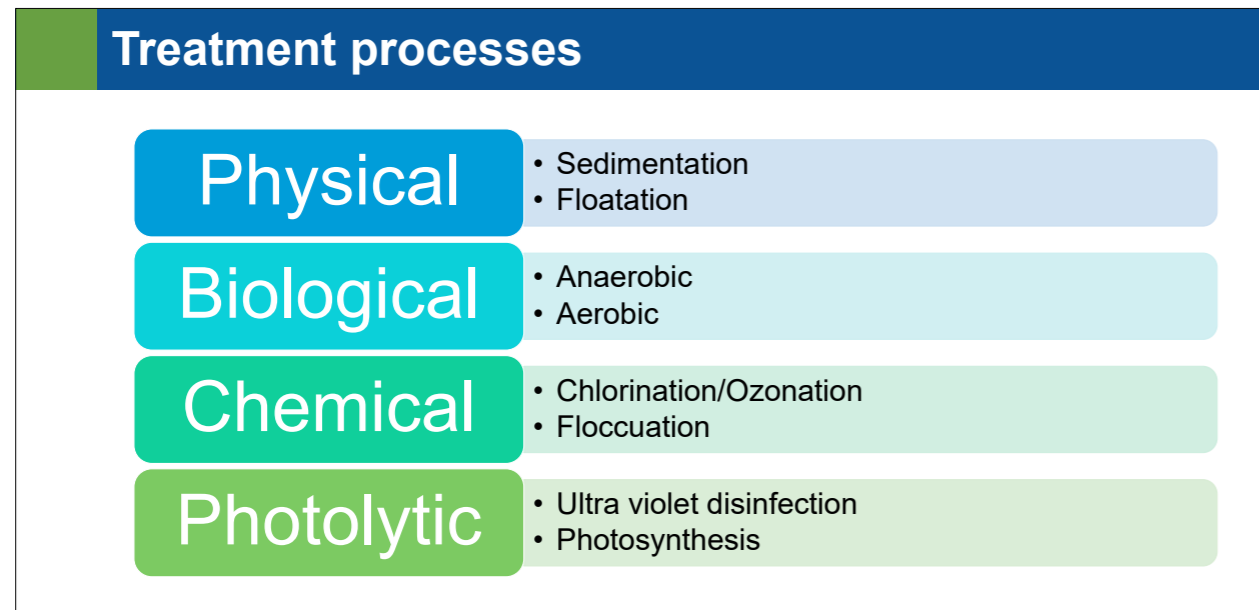 Treatment processes
Physical
• Sedimentation
• Floatation
Biological
• Anaerobic
• Aerobic
Chemical
• Chlorination/Ozonation
• Floccuation
Photolytic
• Ultra violet disinfection
• Photosynthesis